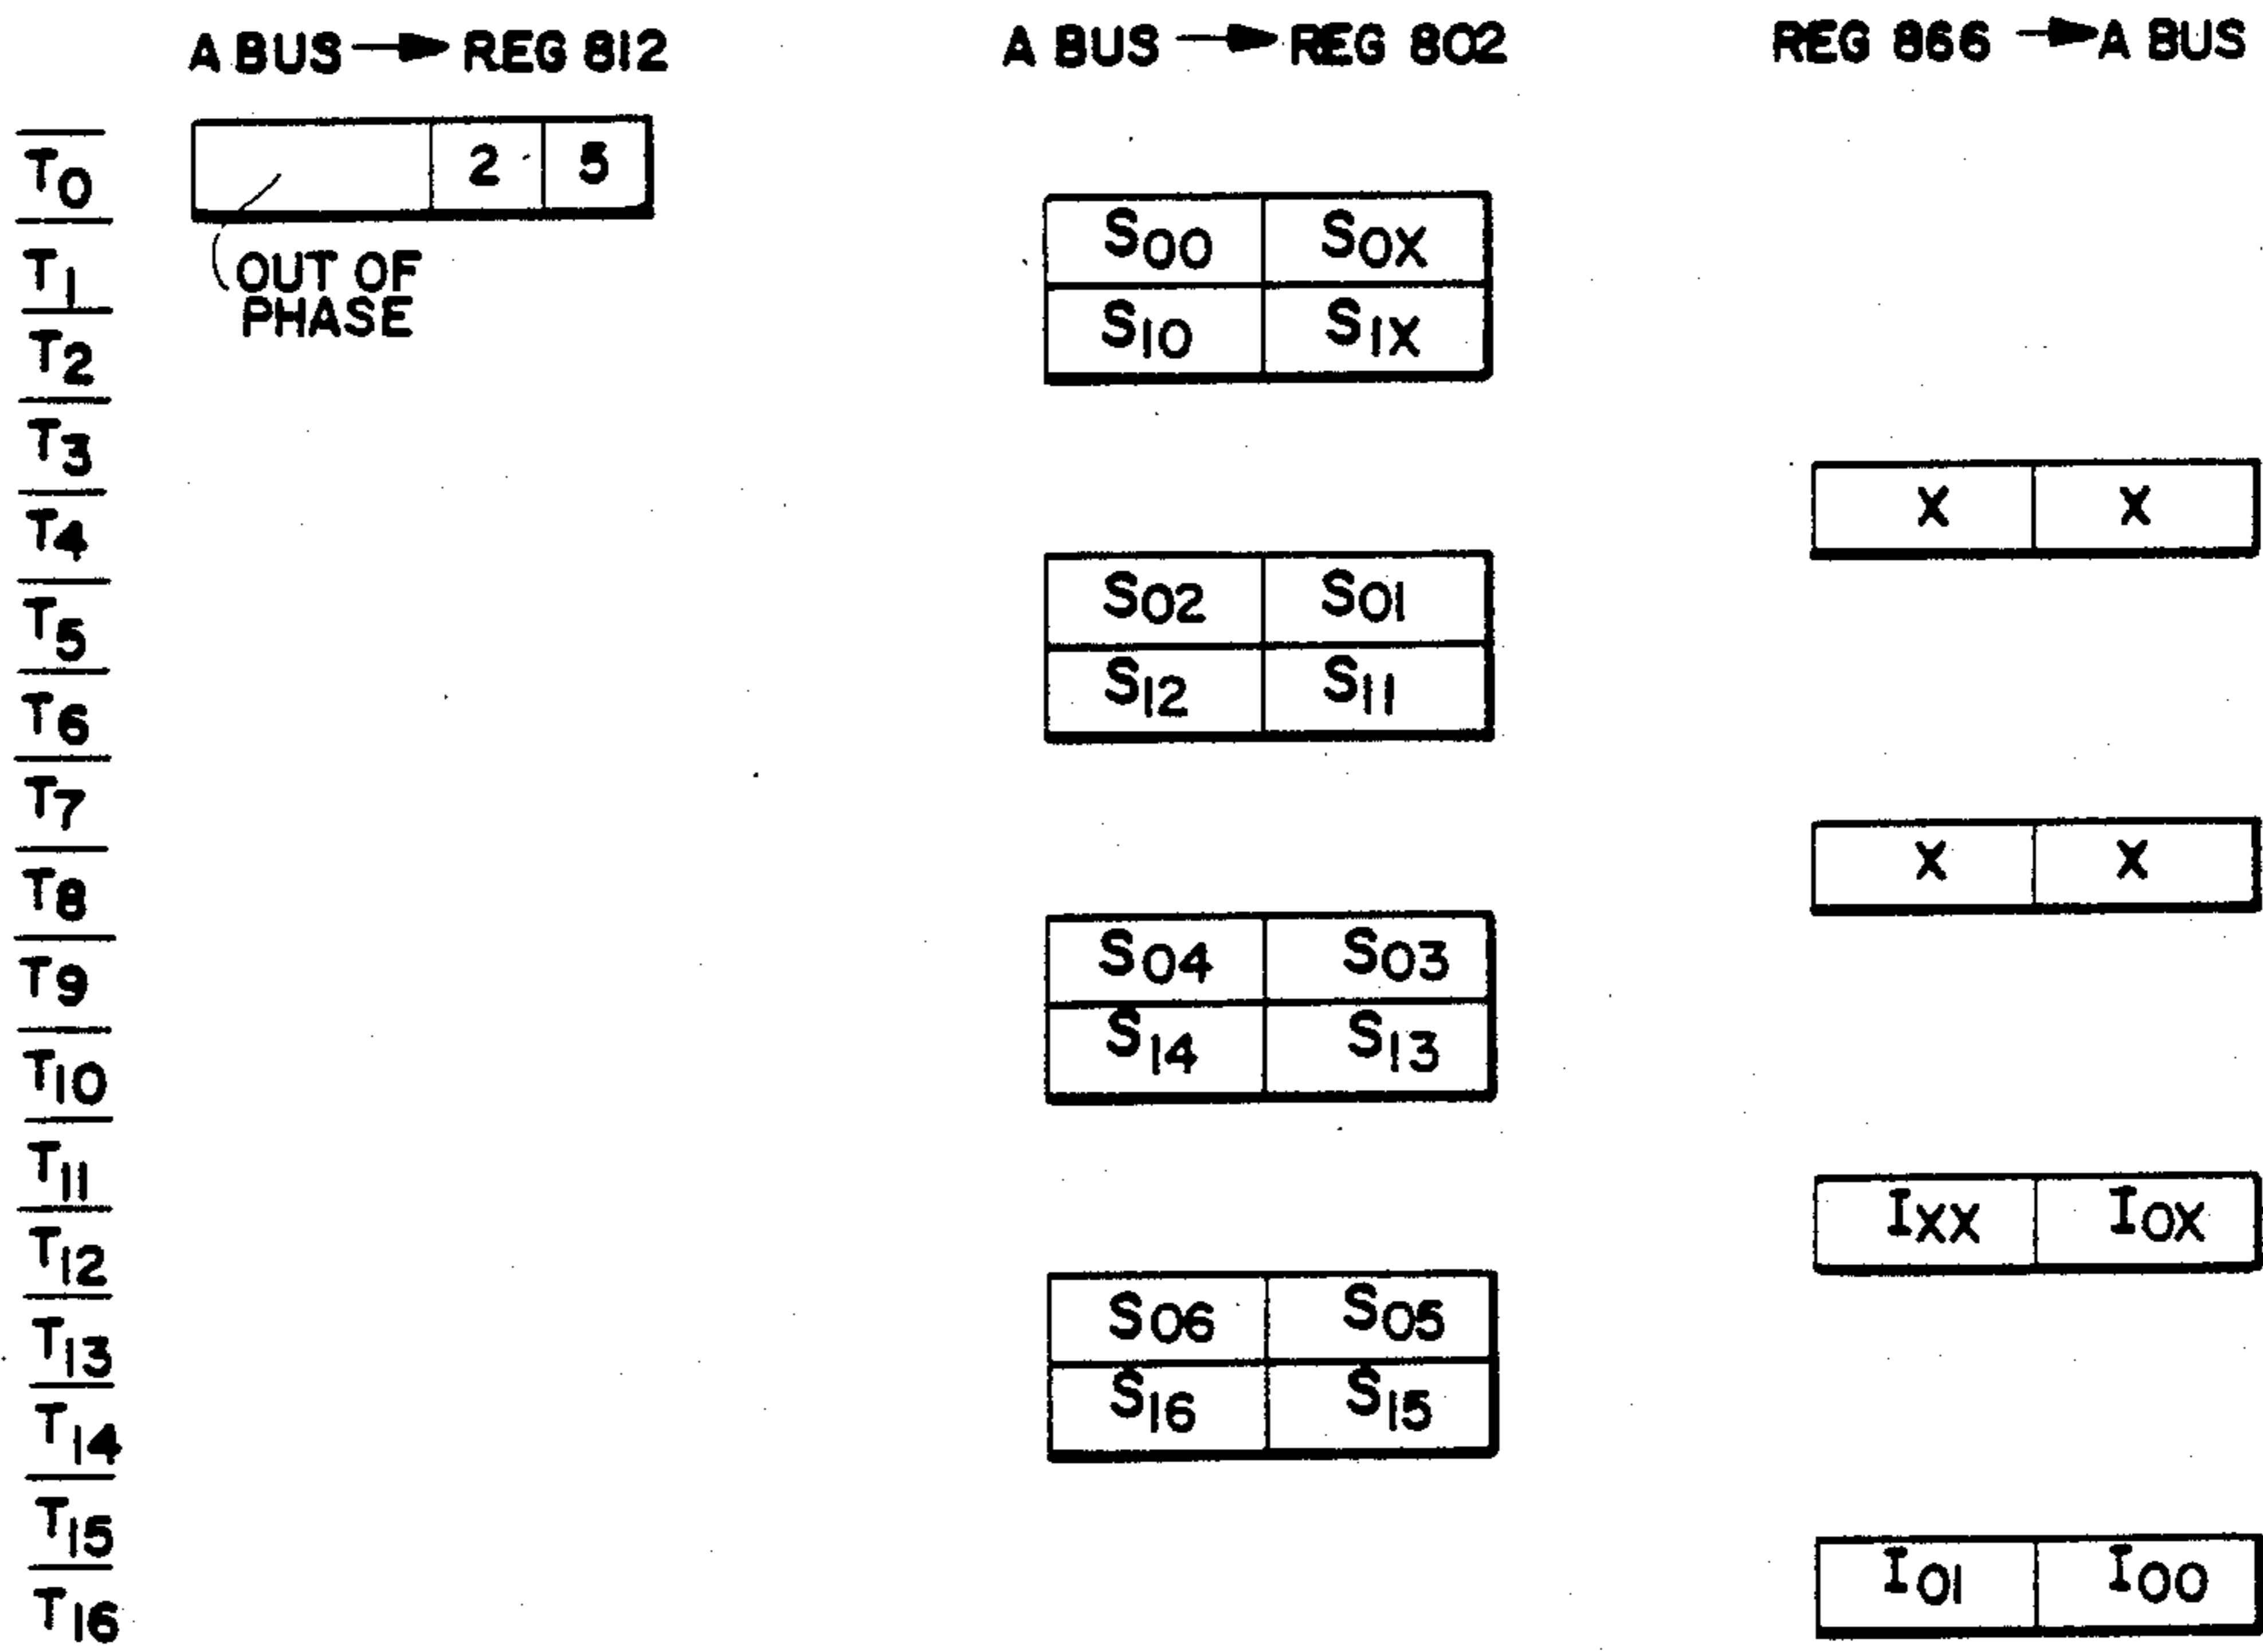 A BUS → REG 812 A BUS → REG 802 REG 866 → A BUS
T0 2 5
S00 S0X
T1 OUT OF
PHASE
S10 S1X
T2
T3
X X
T4
S02 S01
T5
S12 S11
T6
T7
X X
T8
S04 S03
T9
S14 S13
T10
T11
IXX I0X
T12
S06 S05
T13
S16 S15
T14
T15
I01 I00
T16